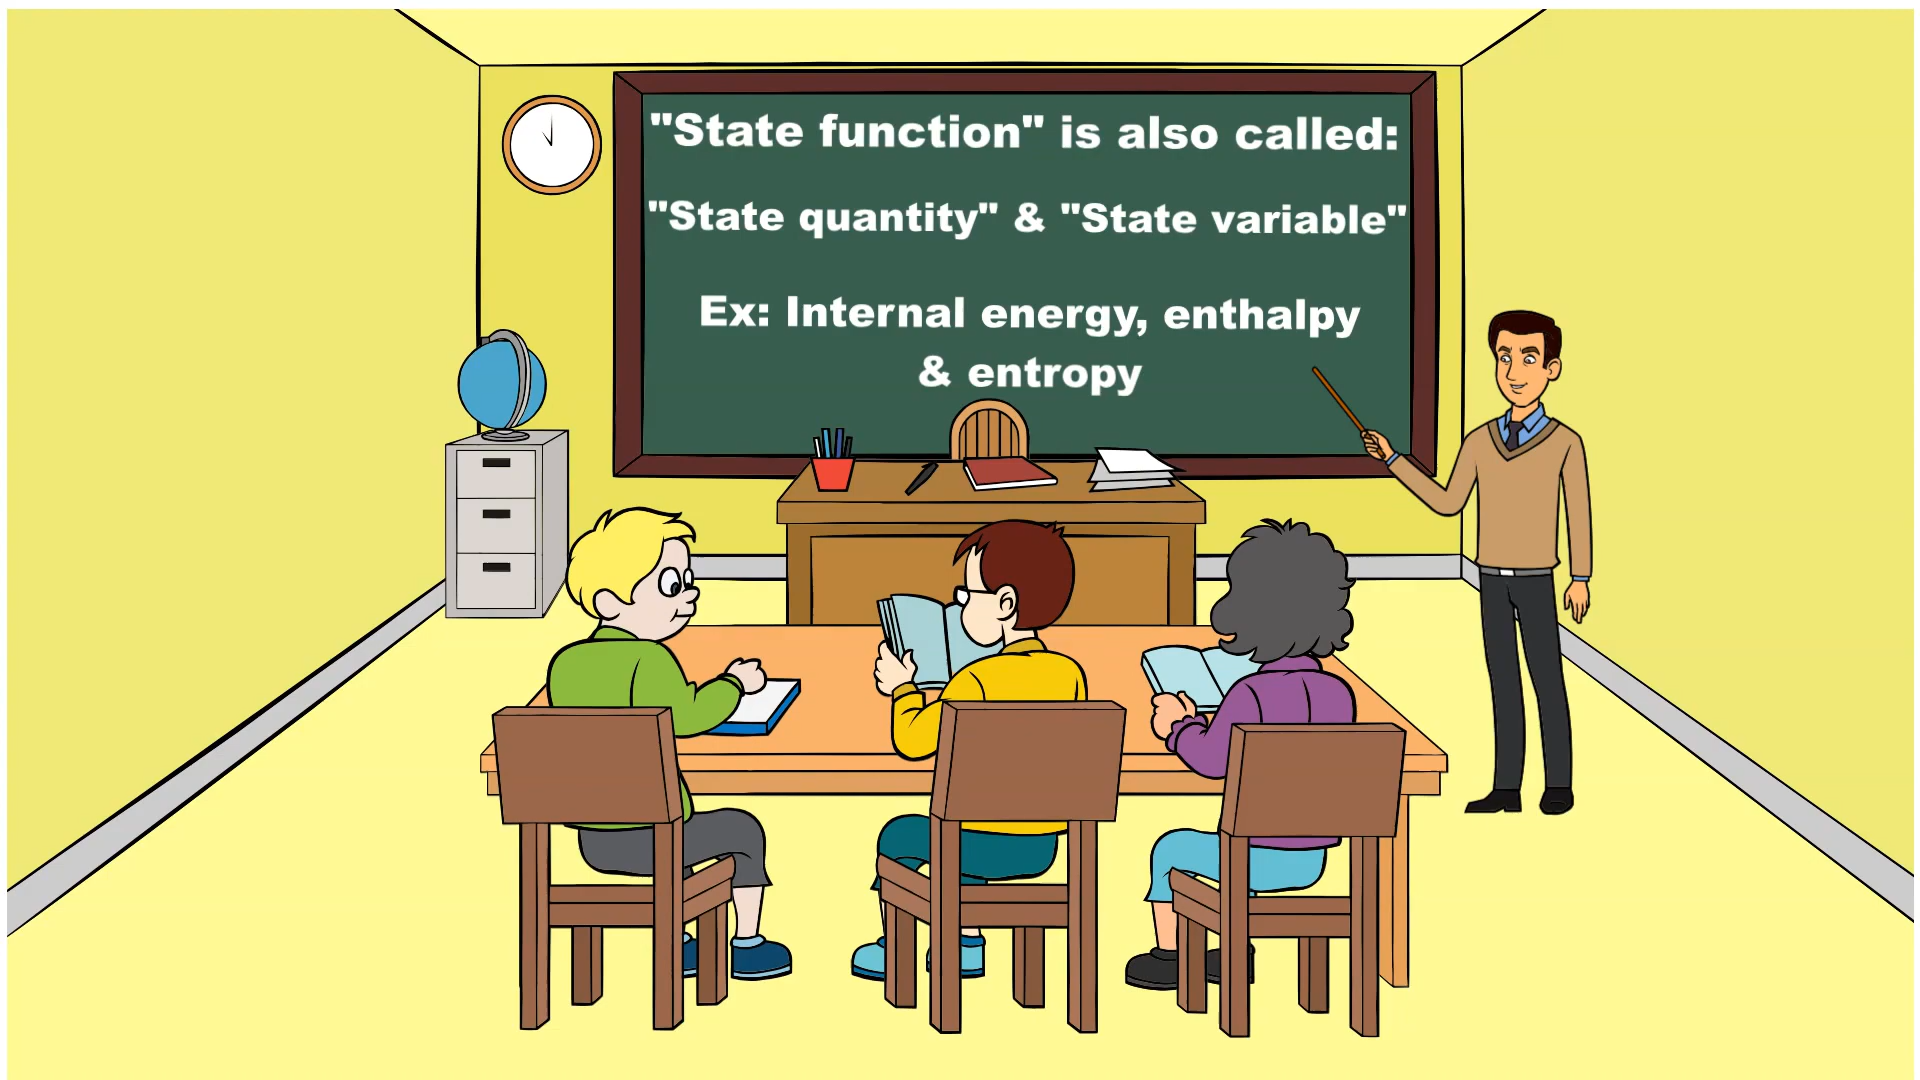 "State function" is also called:
"State quantity" & "State variable"
Ex: Internal energy, enthalpy
& entropy